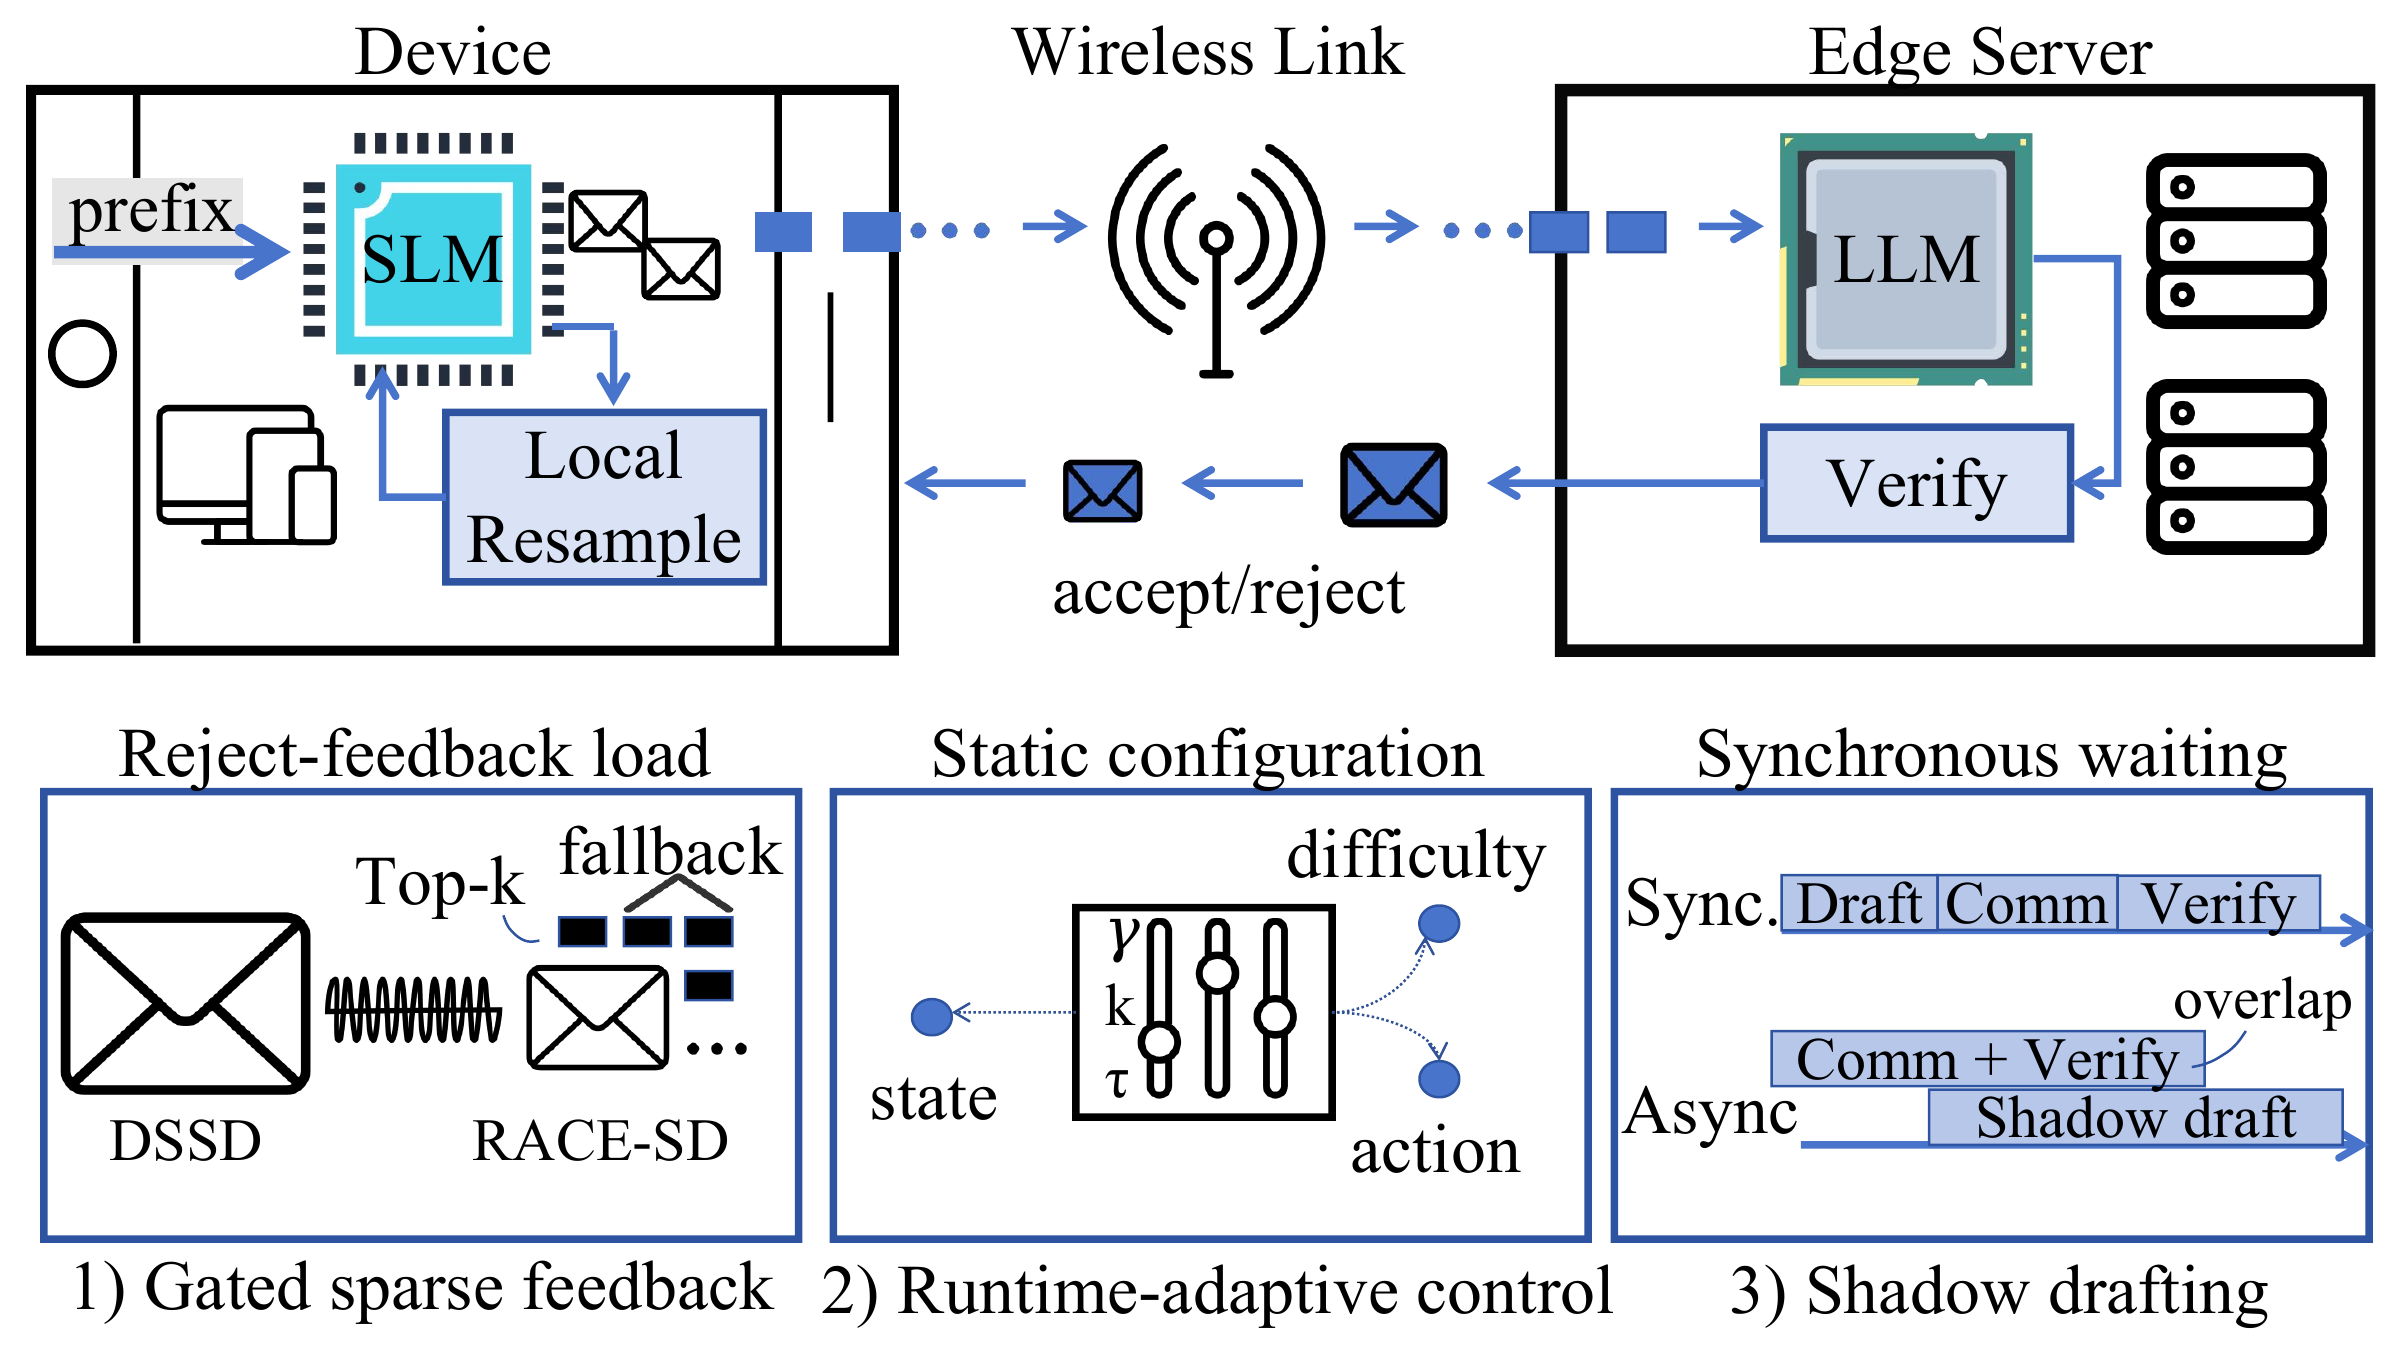 Device
Wireless Link
Edge Server
prefix
SLM
LLM
Local
Resample
Verify
accept/reject
Reject-feedback load
Static configuration
Synchronous waiting
Top-k
fallback
DSSD
RACE-SD
γ
k
τ
state
difficulty
action
Sync.
Draft
Comm
Verify
overlap
Comm + Verify
Async
Shadow draft
1) Gated sparse feedback
2) Runtime-adaptive control
3) Shadow drafting